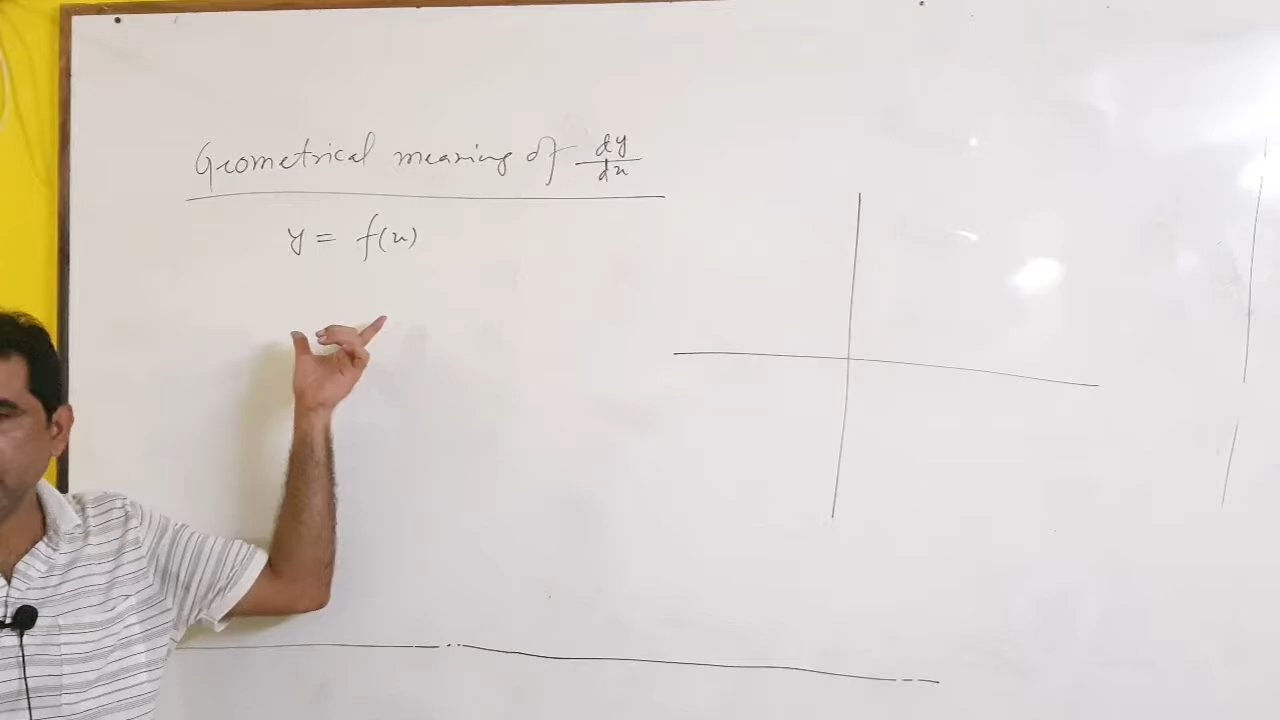 Geometrical meaning of dy/dx
y = f(x)